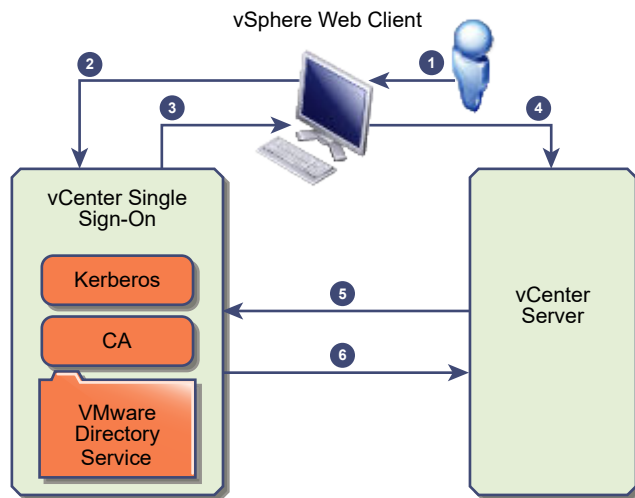 vSphere Web Client
1
2
3
4
vCenter Single
Sign-On
Kerberos
CA
VMware
Directory
Service
vCenter
Server
5
6